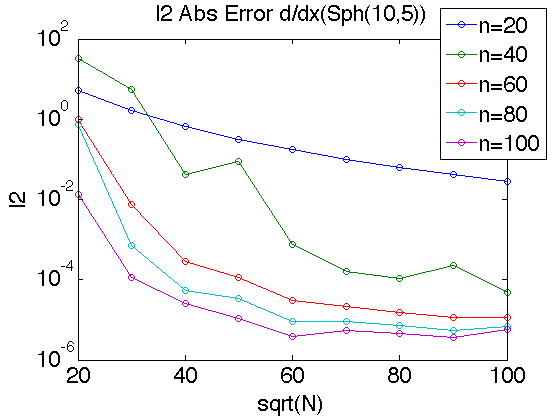 l2 Abs Error d/dx(Sph(10,5))
n=20
n=40
n=60
n=80
n=100
10^2
10^0
10^-2
10^-4
10^-6
l2
20 40 60 80 100
sqrt(N)